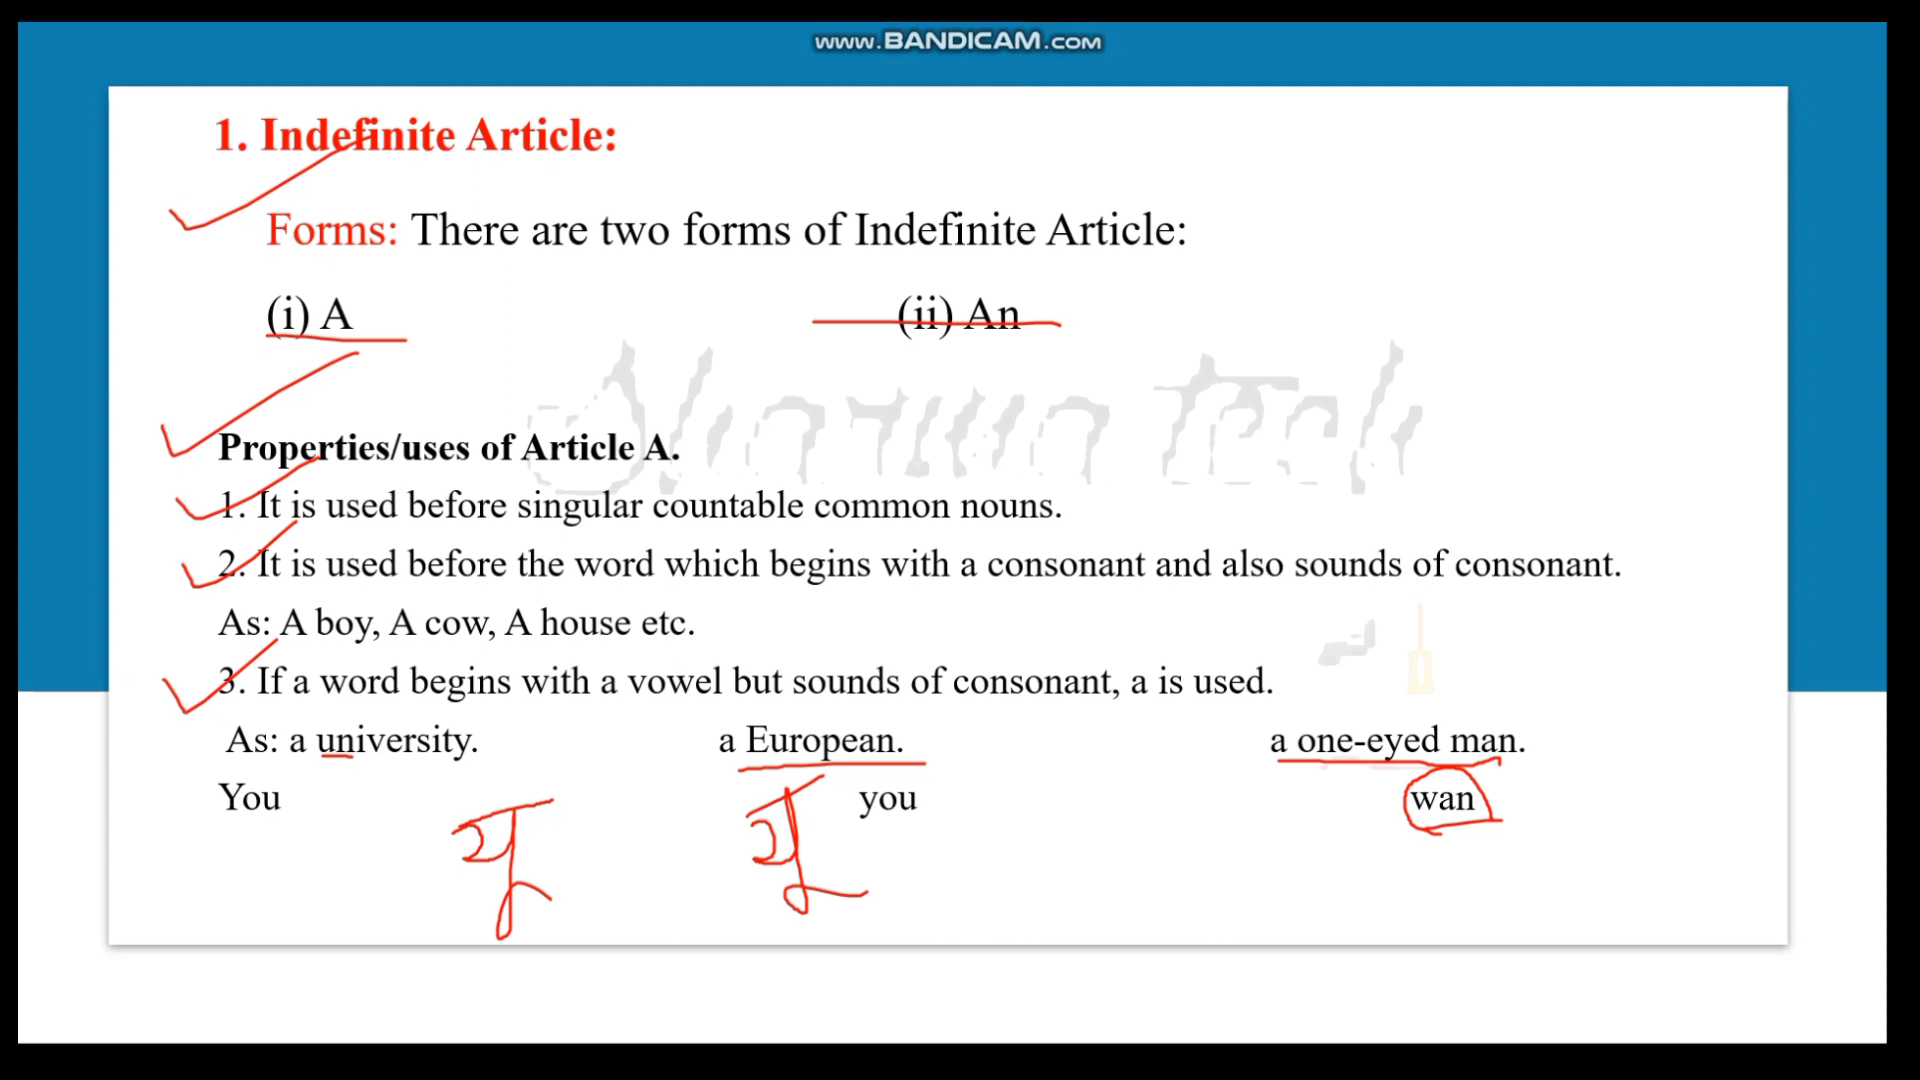 www.BANDICAM.com
1. Indefinite Article:
Forms: There are two forms of Indefinite Article:
(i) A (ii) An
Sharma tech
Properties/uses of Article A.
1. It is used before singular countable common nouns.
2. It is used before the word which begins with a consonant and also sounds of consonant.
As: A boy, A cow, A house etc.
3. If a word begins with a vowel but sounds of consonant, a is used.
As: a university. a European. a one-eyed man.
You you wan
यू यू